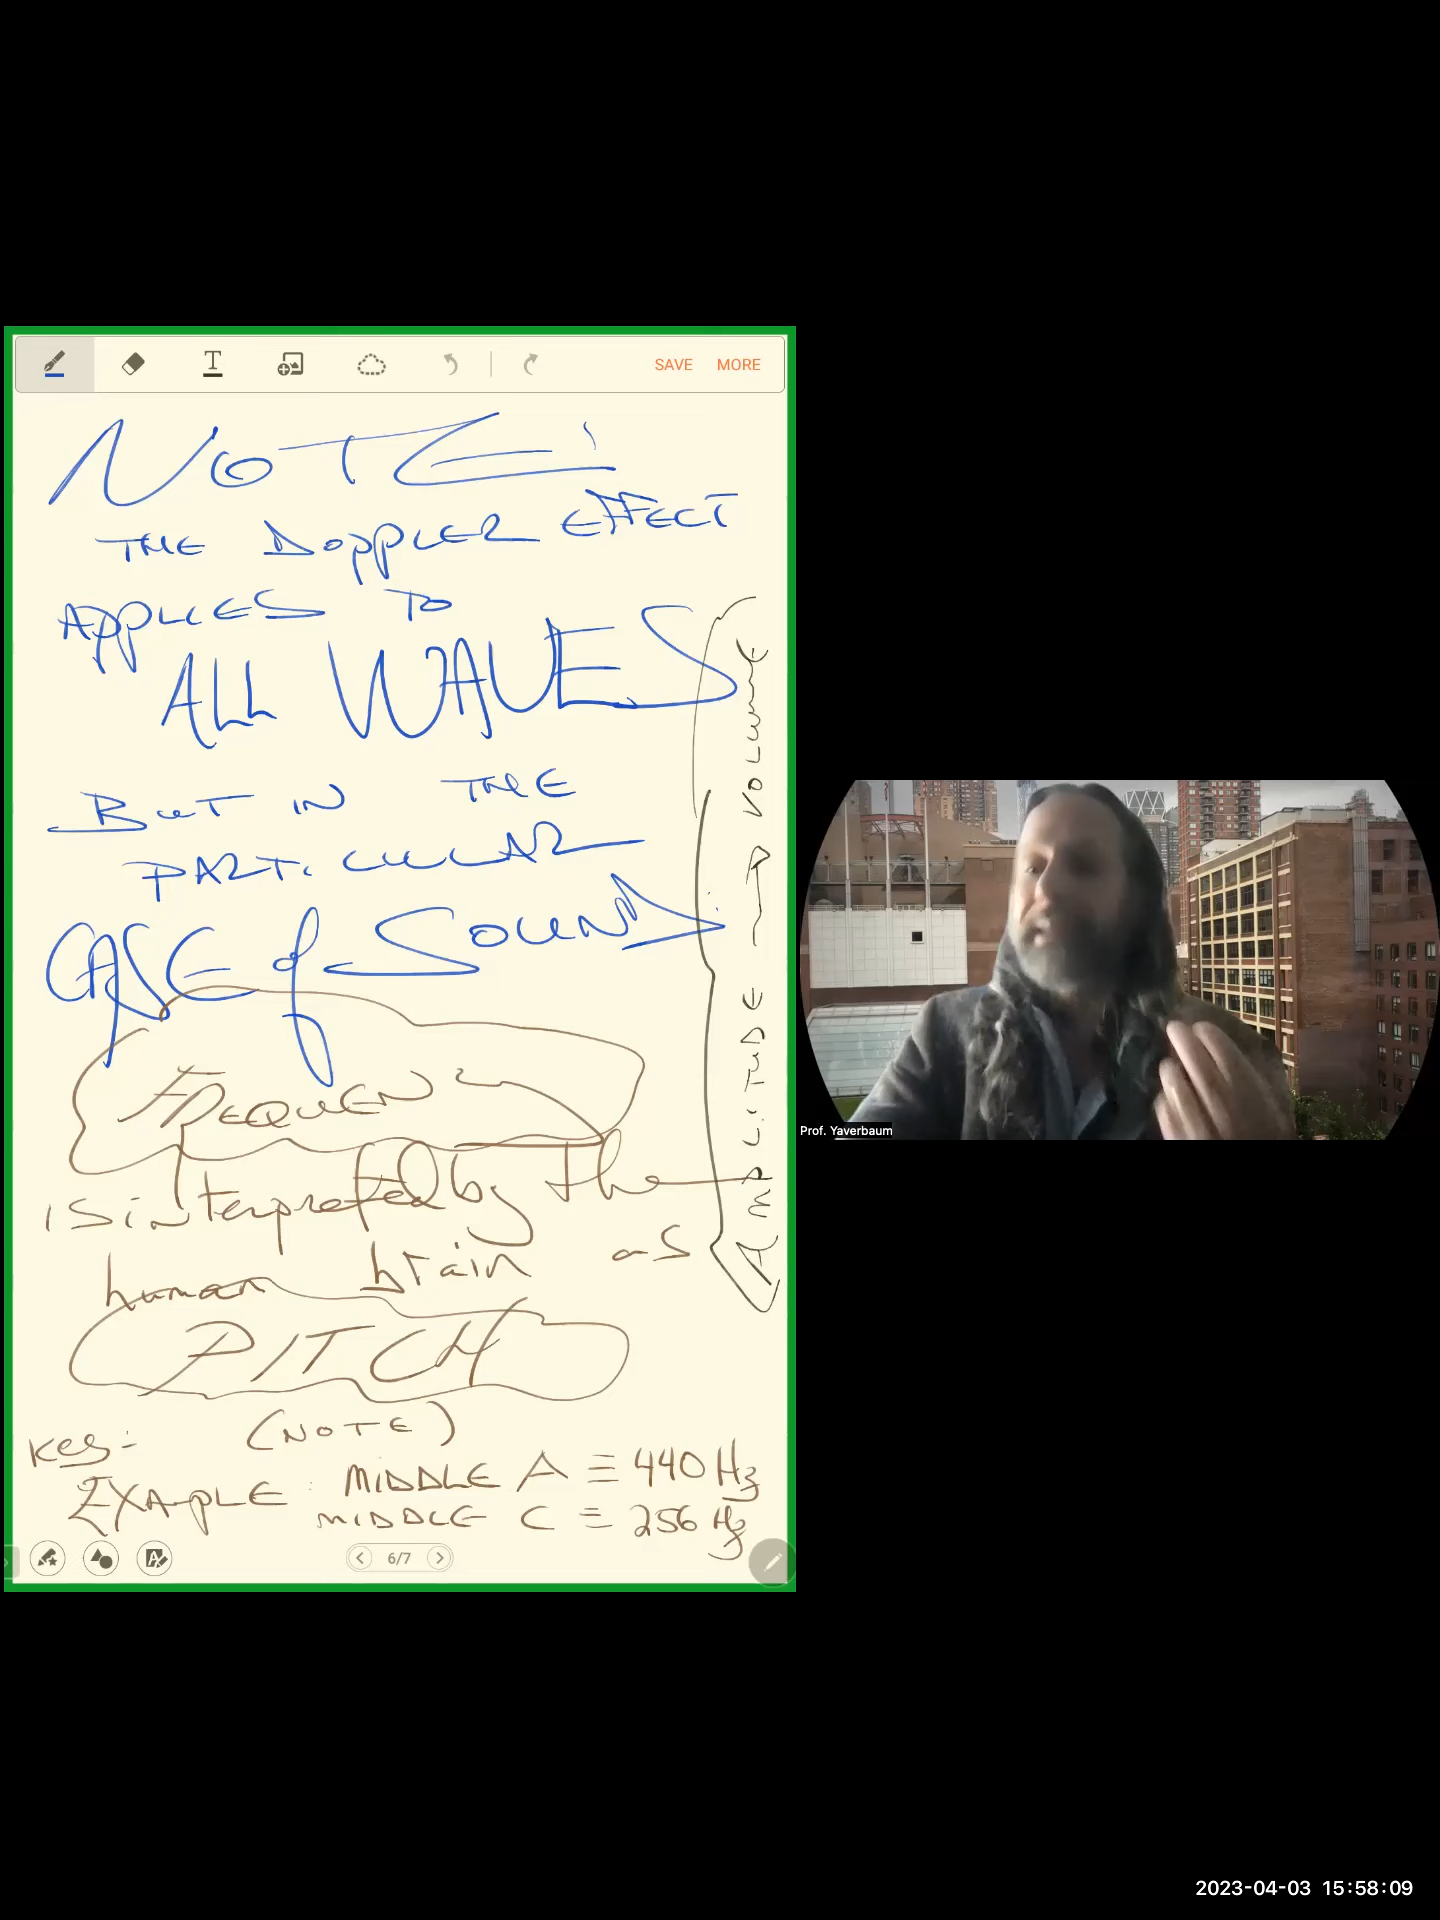 SAVE MORE
NOTE:
THE DOPPLER EFFECT
APPLIES TO
ALL WAVES
BUT IN THE
PARTICULAR
CASE of SOUND
is interpreted by the
human brain as
PITCH
(NOTE)
Key:
EXAMPLE: MIDDLE A ≡ 440 Hz
MIDDLE C ≡ 256 Hz
AMPLITUDE → VOLUME
6/7
Prof. Yaverbaum
2023-04-03 15:58:09